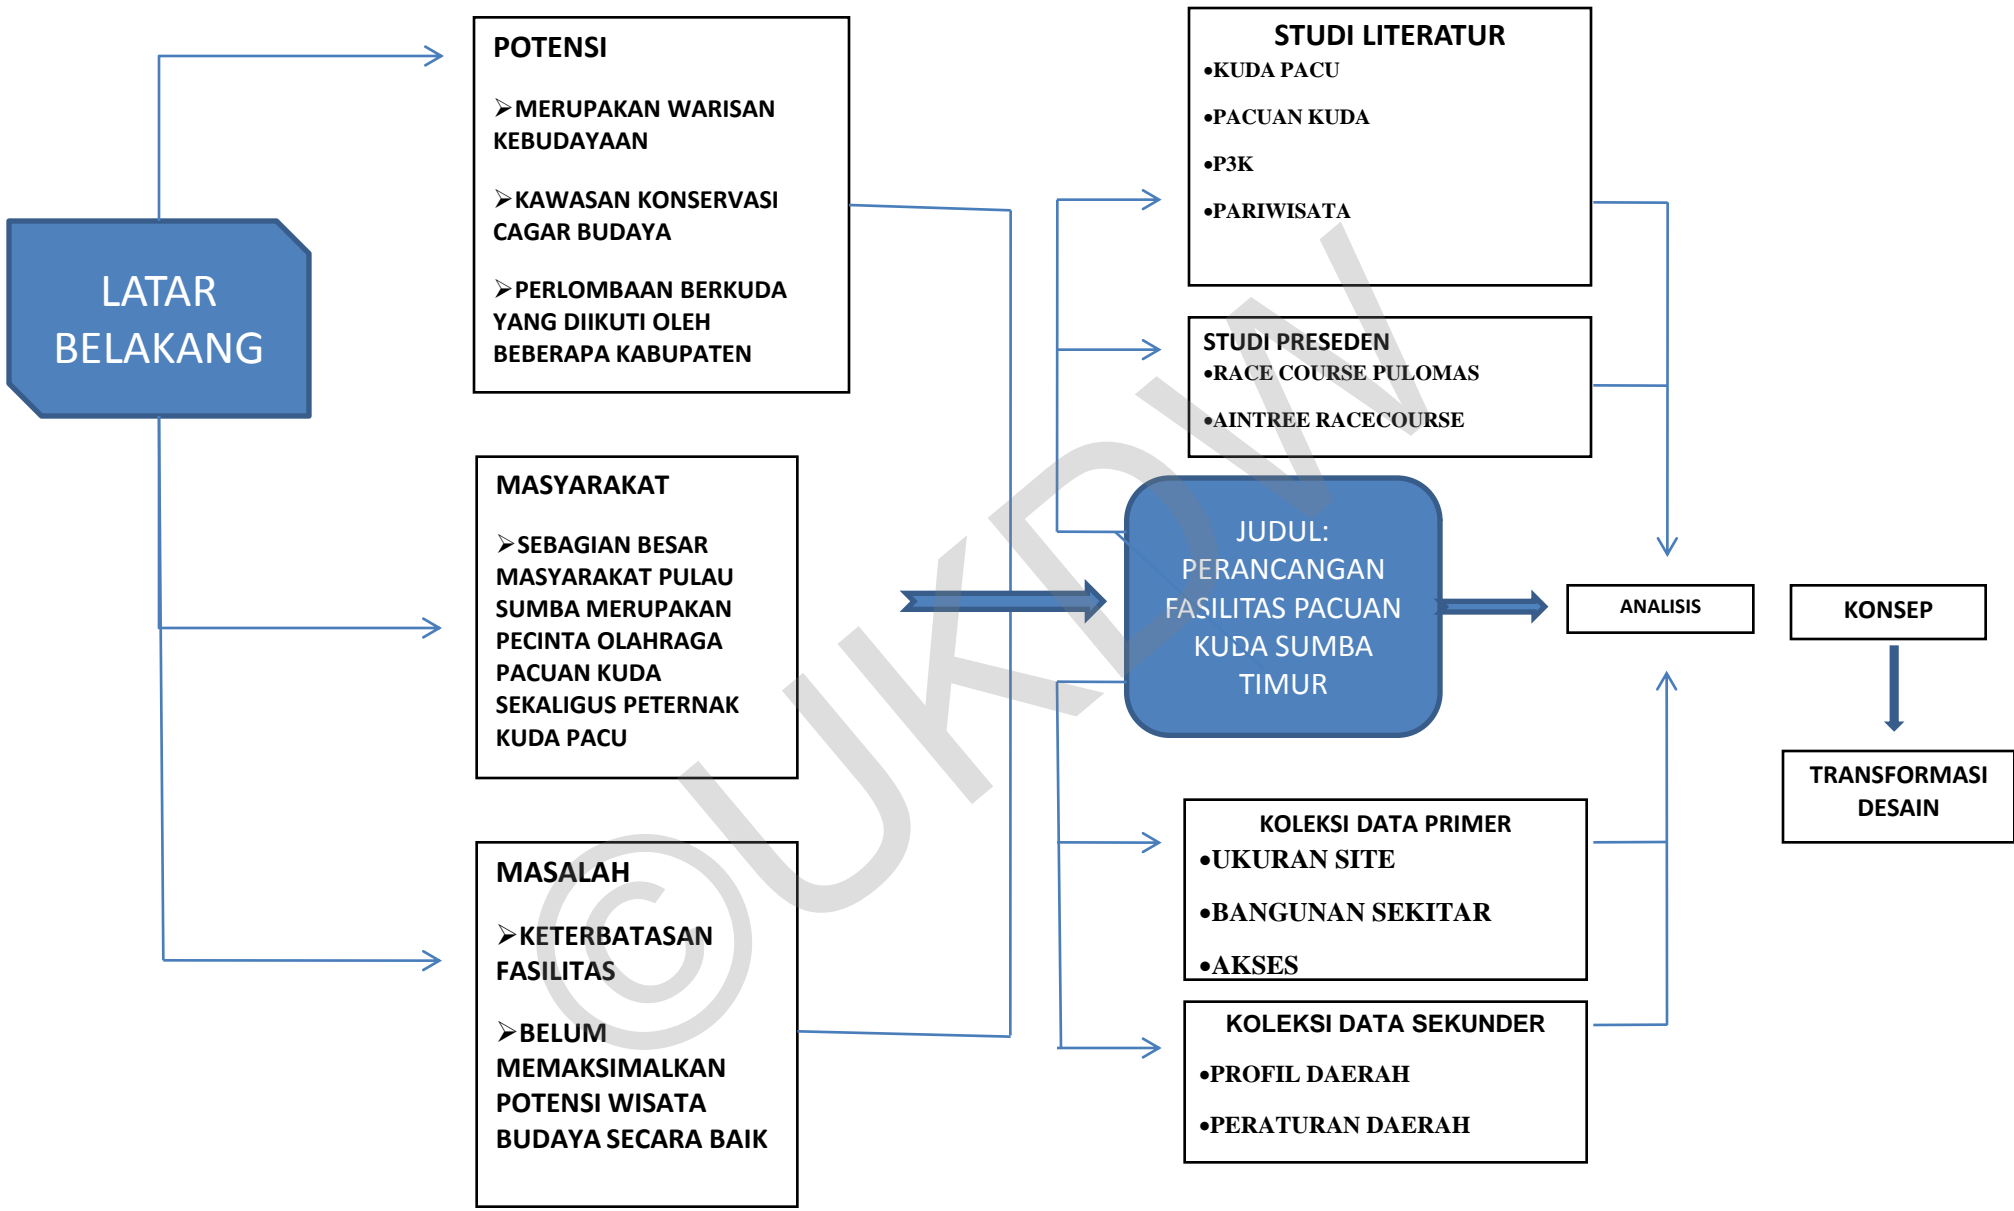 LATAR
BELAKANG
POTENSI
➢MERUPAKAN WARISAN
KEBUDAYAAN
➢KAWASAN KONSERVASI
CAGAR BUDAYA
➢PERLOMBAAN BERKUDA
YANG DIIKUTI OLEH
BEBERAPA KABUPATEN
MASYARAKAT
➢SEBAGIAN BESAR
MASYARAKAT PULAU
SUMBA MERUPAKAN
PECINTA OLAHRAGA
PACUAN KUDA
SEKALIGUS PETERNAK
KUDA PACU
MASALAH
➢KETERBATASAN
FASILITAS
➢BELUM
MEMAKSIMALKAN
POTENSI WISATA
BUDAYA SECARA BAIK
STUDI LITERATUR
•KUDA PACU
•PACUAN KUDA
•P3K
•PARIWISATA
STUDI PRESEDEN
•RACE COURSE PULOMAS
•AINTREE RACECOURSE
JUDUL:
PERANCANGAN
FASILITAS PACUAN
KUDA SUMBA
TIMUR
KOLEKSI DATA PRIMER
•UKURAN SITE
•BANGUNAN SEKITAR
•AKSES
KOLEKSI DATA SEKUNDER
•PROFIL DAERAH
•PERATURAN DAERAH
ANALISIS
KONSEP
TRANSFORMASI
DESAIN
©UKDW